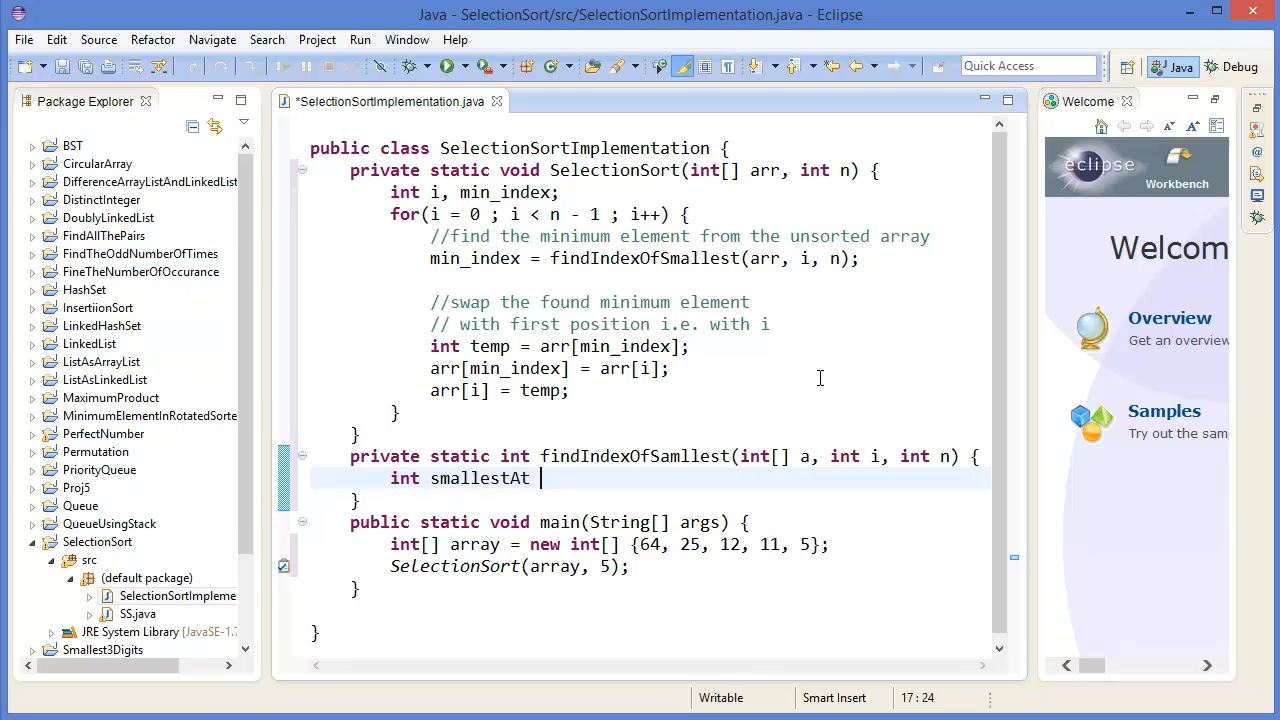 Java - SelectionSort/src/SelectionSortImplementation.java - Eclipse
File Edit Source Refactor Navigate Search Project Run Window Help
Quick Access
Java
Debug
Package Explorer
*SelectionSortImplementation.java
Welcome
BST
CircularArray
DifferenceArrayListAndLinkedList
DistinctInteger
DoublyLinkedList
FindAllThePairs
FindTheOddNumberOfTimes
FineTheNumberOfOccurance
HashSet
InsertiionSort
LinkedHashSet
LinkedList
ListAsArrayList
ListAsLinkedList
MaximumProduct
MinimumElementInRotatedSorte
PerfectNumber
Permutation
PriorityQueue
Proj5
Queue
QueueUsingStack
SelectionSort
src
(default package)
SelectionSortImpleme
SS.java
JRE System Library [JavaSE-1.7
Smallest3Digits
public class SelectionSortImplementation {
private static void SelectionSort(int[] arr, int n) {
int i, min_index;
for(i = 0 ; i < n - 1 ; i++) {
//find the minimum element from the unsorted array
min_index = findIndexOfSmallest(arr, i, n);
//swap the found minimum element
// with first position i.e. with i
int temp = arr[min_index];
arr[min_index] = arr[i];
arr[i] = temp;
}
}
private static int findIndexOfSamllest(int[] a, int i, int n) {
int smallestAt
}
public static void main(String[] args) {
int[] array = new int[] {64, 25, 12, 11, 5};
SelectionSort(array, 5);
}
}
eclipse
Workbench
Welcom
Overview
Get an overview
Samples
Try out the sam
Writable
Smart Insert
17 : 24